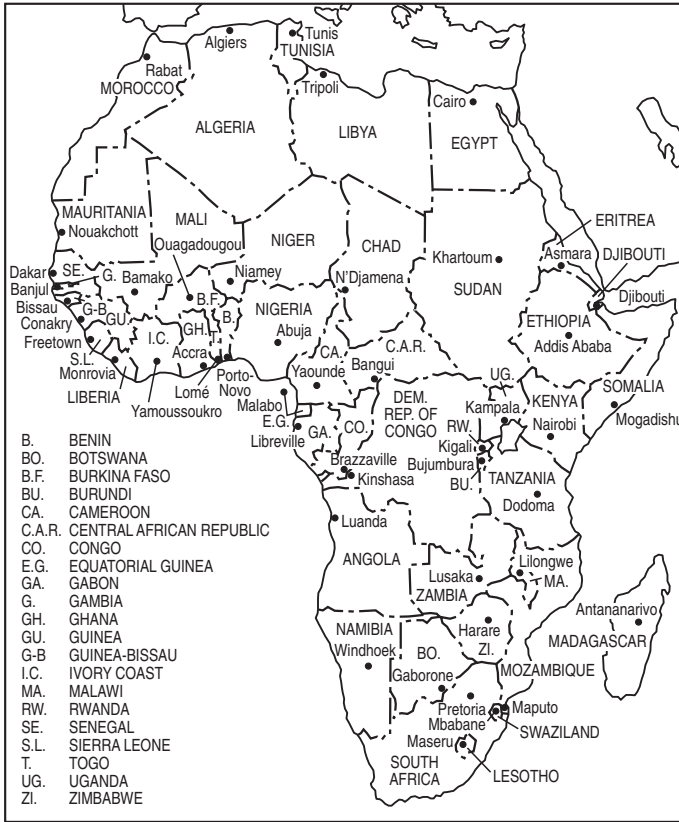 Algiers
Tunis
TUNISIA
Rabat
MOROCCO
Tripoli
Cairo
ALGERIA
LIBYA
EGYPT
MAURITANIA
Nouakchott
MALI
Ouagadougou
NIGER
CHAD
ERITREA
Khartoum
Asmara
DJIBOUTI
Dakar
SE.
G.
Bamako
Niamey
N'Djamena
SUDAN
Djibouti
Banjul
Bissau
G-B
GU.
B.F.
B.
NIGERIA
ETHIOPIA
Conakry
I.C.
GH.
Abuja
Addis Ababa
Freetown
Accra
CA.
C.A.R.
S.L.
Monrovia
Yaounde
Bangui
UG.
SOMALIA
LIBERIA
Lomé
Porto-
Novo
Yamoussoukro
Malabo
DEM.
REP. OF
CONGO
Kampala
KENYA
Mogadishu
E.G.
Libreville
GA.
CO.
RW.
Nairobi
Kigali
Brazzaville
Bujumbura
Kinshasa
BU.
TANZANIA
Dodoma
Luanda
ANGOLA
Lilongwe
MA.
Lusaka
ZAMBIA
Antananarivo
MADAGASCAR
NAMIBIA
Windhoek
BO.
Gaborone
Harare
ZI.
MOZAMBIQUE
Pretoria
Maputo
Mbabane
SWAZILAND
Maseru
SOUTH
AFRICA
LESOTHO
B. BENIN
BO. BOTSWANA
B.F. BURKINA FASO
BU. BURUNDI
CA. CAMEROON
C.A.R. CENTRAL AFRICAN REPUBLIC
CO. CONGO
E.G. EQUATORIAL GUINEA
GA. GABON
G. GAMBIA
GH. GHANA
GU. GUINEA
G-B GUINEA-BISSAU
I.C. IVORY COAST
MA. MALAWI
RW. RWANDA
SE. SENEGAL
S.L. SIERRA LEONE
T. TOGO
UG. UGANDA
ZI. ZIMBABWE